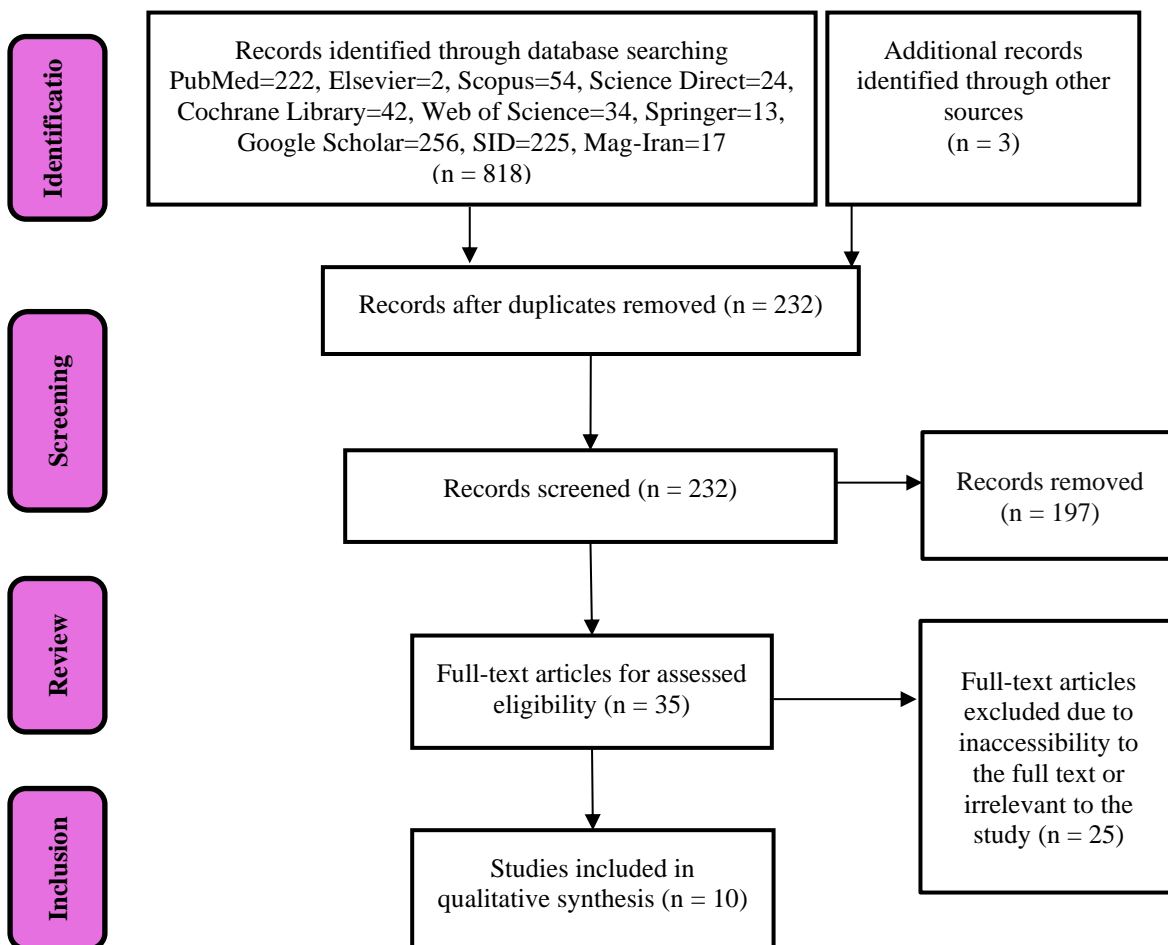 Identificatio
Records identified through database searching
PubMed=222, Elsevier=2, Scopus=54, Science Direct=24,
Cochrane Library=42, Web of Science=34, Springer=13,
Google Scholar=256, SID=225, Mag-Iran=17
(n = 818)
Additional records
identified through other
sources
(n = 3)
Records after duplicates removed (n = 232)
Screening
Records screened (n = 232)
Records removed
(n = 197)
Review
Full-text articles for assessed
eligibility (n = 35)
Full-text articles
excluded due to
inaccessibility to
the full text or
irrelevant to the
study (n = 25)
Inclusion
Studies included in
qualitative synthesis (n = 10)